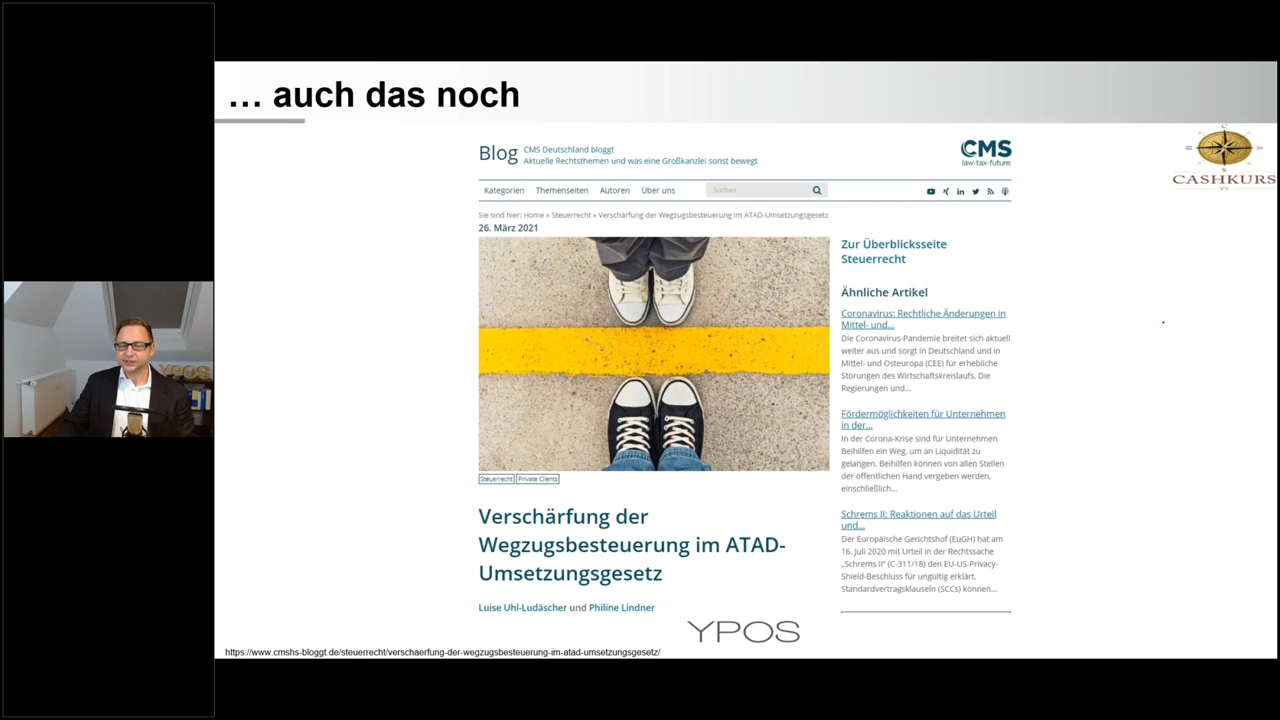 … auch das noch
CASHKURS
Blog
CMS Deutschland bloggt
Aktuelle Rechtsthemen und was eine Großkanzlei sonst bewegt
CMS
law·tax·future
Kategorien Themenseiten Autoren Über uns
Suchen
Sie sind hier: Home » Steuerrecht » Verschärfung der Wegzugsbesteuerung im ATAD-Umsetzungsgesetz
26. März 2021
Steuerrecht Private Clients
Verschärfung der
Wegzugsbesteuerung im ATAD-
Umsetzungsgesetz
Luise Uhl-Ludäscher und Philine Lindner
Zur Überblicksseite
Steuerrecht
Ähnliche Artikel
Coronavirus: Rechtliche Änderungen in
Mittel- und...
Die Coronavirus-Pandemie breitet sich aktuell
weiter aus und sorgt in Deutschland und in
Mittel- und Osteuropa (CEE) für erhebliche
Störungen des Wirtschaftskreislaufs. Die
Regierungen und...
Fördermöglichkeiten für Unternehmen
in der...
In der Corona-Krise sind für Unternehmen
Beihilfen ein Weg, um an Liquidität zu
gelangen. Beihilfen können von allen Stellen
der öffentlichen Hand vergeben werden,
einschließlich...
Schrems II: Reaktionen auf das Urteil
und...
Der Europäische Gerichtshof (EuGH) hat am
16. Juli 2020 mit Urteil in der Rechtssache
„Schrems II" (C-311/18) den EU-US-Privacy-
Shield-Beschluss für ungültig erklärt.
Standardvertragsklauseln (SCCs) können...
YPOS
https://www.cmshs-bloggt.de/steuerrecht/verschaerfung-der-wegzugsbesteuerung-im-atad-umsetzungsgesetz/
YPOS